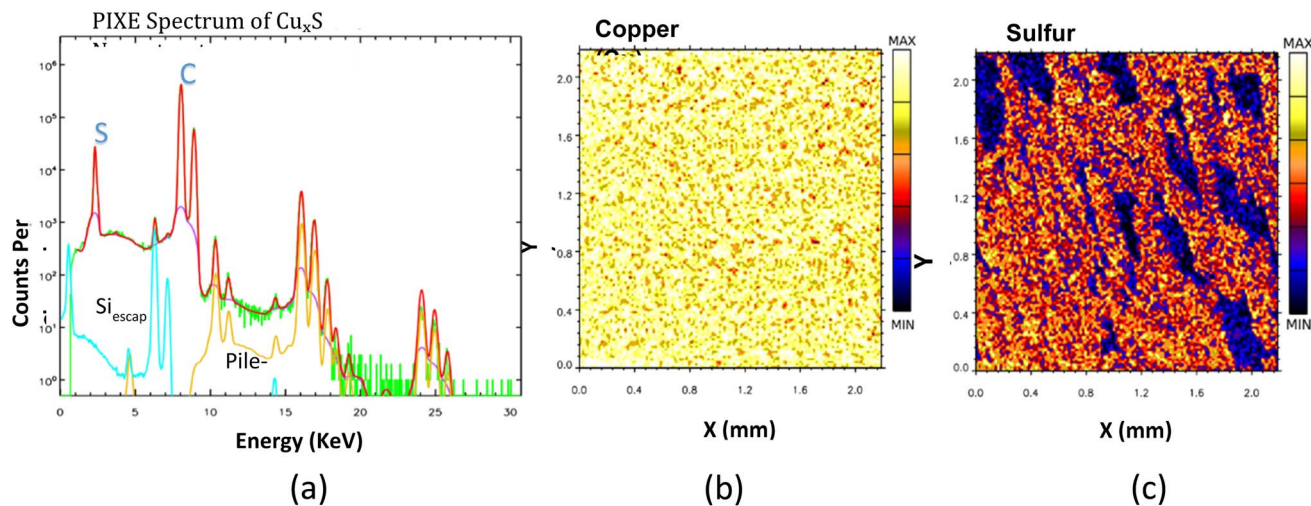 PIXE Spectrum of CuₓS
Copper
Sulfur
MAX
MAX
10⁶
10⁵
10⁴
10³
10²
10¹
10⁰
S
C
Si escap
Pile-
Counts Per
0 5 10 15 20 25 30
Energy (KeV)
(a)
2.0
1.6
1.2
0.8
0.4
0.0
Y
MIN
0.0 0.4 0.8 1.2 1.6 2.0
X (mm)
(b)
2.0
1.6
1.2
0.8
0.4
0.0
Y
MIN
0.0 0.4 0.8 1.2 1.6 2.0
X (mm)
(c)